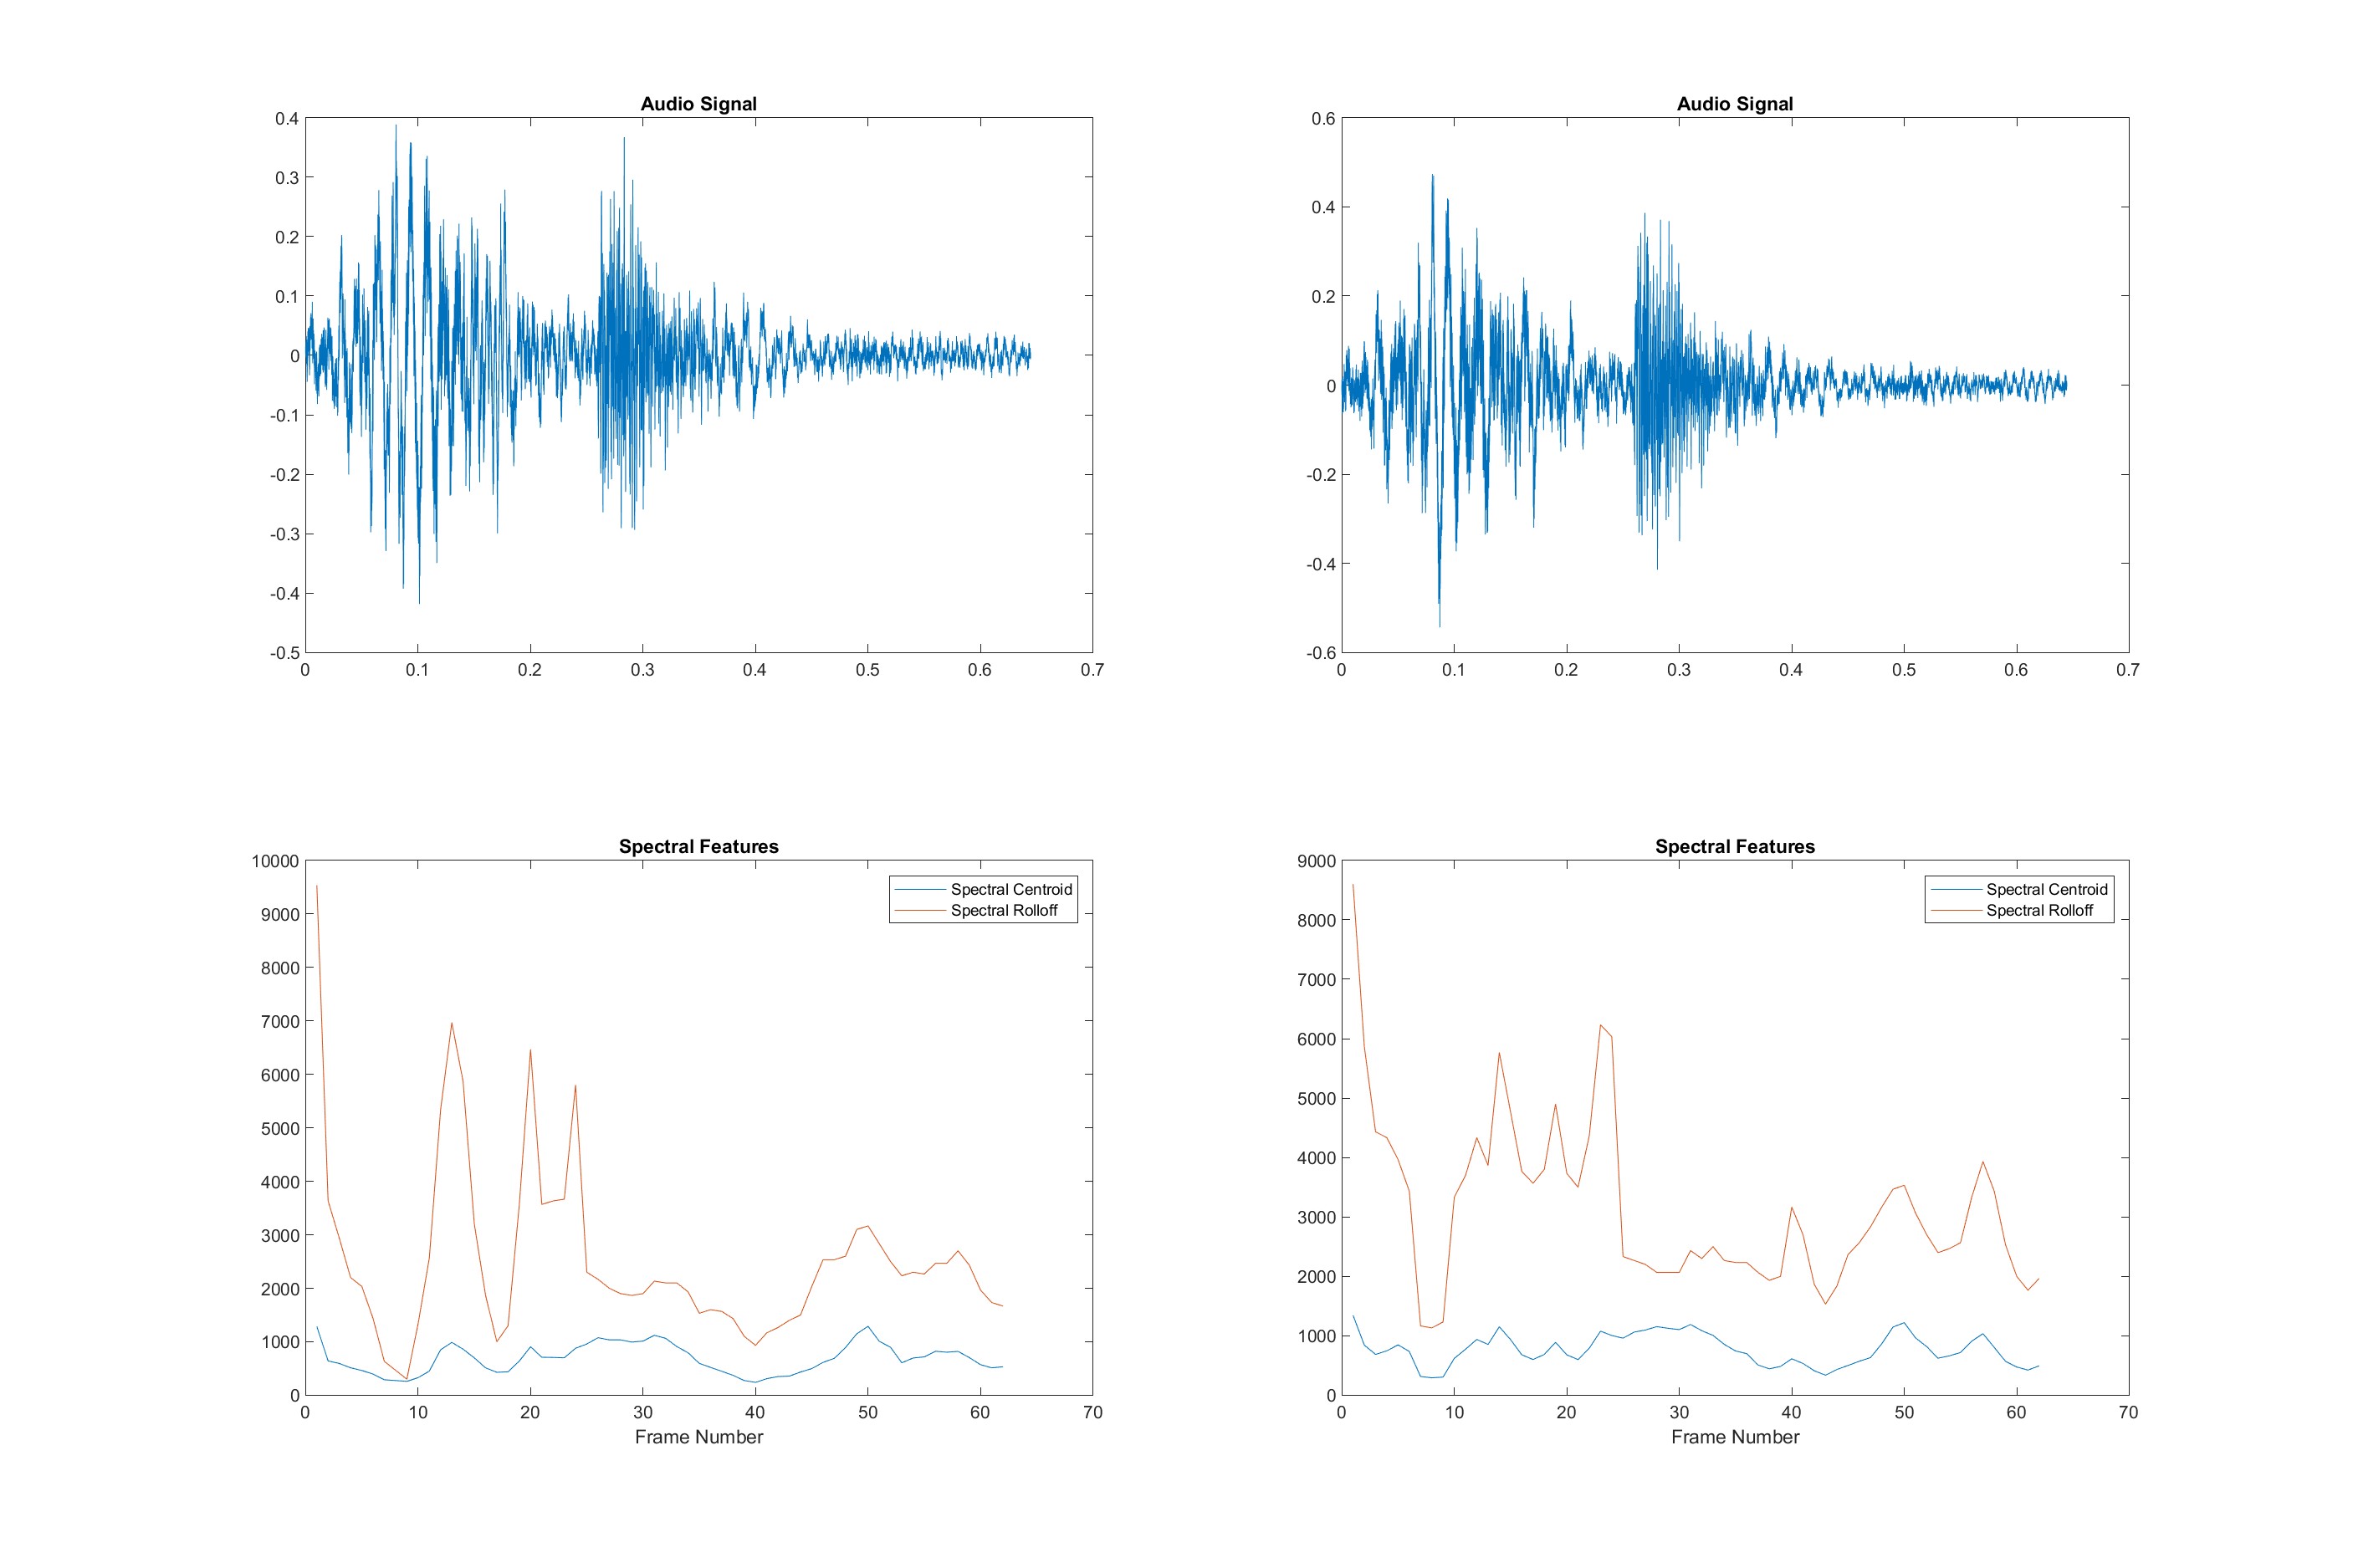 Audio Signal
0.4
0.3
0.2
0.1
0
-0.1
-0.2
-0.3
-0.4
-0.5
0 0.1 0.2 0.3 0.4 0.5 0.6 0.7
Audio Signal
0.6
0.4
0.2
0
-0.2
-0.4
-0.6
0 0.1 0.2 0.3 0.4 0.5 0.6 0.7
Spectral Features
10000
9000
8000
7000
6000
5000
4000
3000
2000
1000
0
Spectral Centroid
Spectral Rolloff
0 10 20 30 40 50 60 70
Frame Number
Spectral Features
9000
8000
7000
6000
5000
4000
3000
2000
1000
0
Spectral Centroid
Spectral Rolloff
0 10 20 30 40 50 60 70
Frame Number